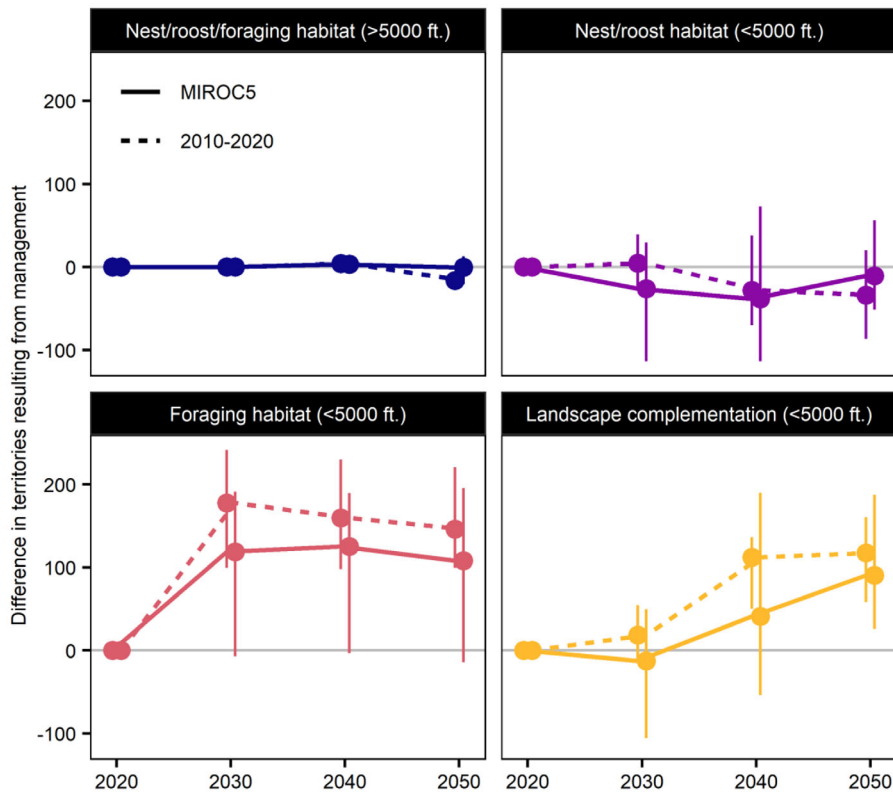 Nest/roost/foraging habitat (>5000 ft.)
Nest/roost habitat (<5000 ft.)
MIROC5
2010-2020
200
100
0
-100
Difference in territories resulting from management
Foraging habitat (<5000 ft.)
Landscape complementation (<5000 ft.)
200
100
0
-100
2020 2030 2040 2050
2020 2030 2040 2050